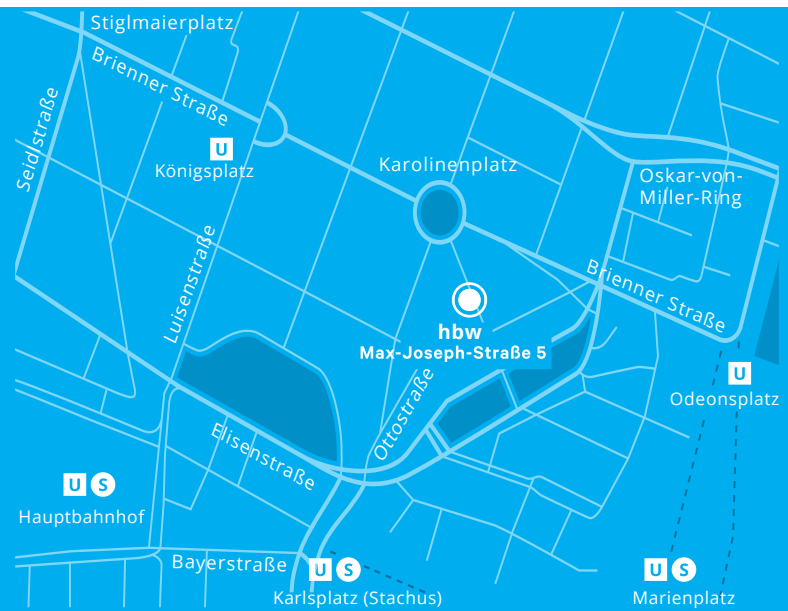 Stiglmaierplatz
Brienner Straße
Seidlstraße
U
Königsplatz
Karolinenplatz
Oskar-von-
Miller-Ring
Luisenstraße
Brienner Straße
hbw
Max-Joseph-Straße 5
U
Odeonsplatz
Ottostraße
Elisenstraße
U S
Hauptbahnhof
Bayerstraße
U S
Karlsplatz (Stachus)
U S
Marienplatz